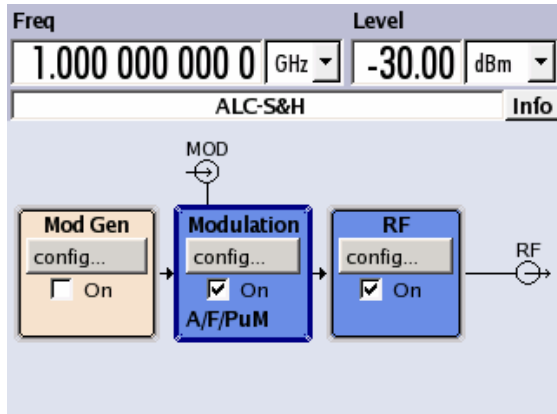 Freq Level
1.000 000 000 0 GHz -30.00 dBm
ALC-S&H Info
MOD
Mod Gen Modulation RF
config... config... config... RF
On On On
A/F/PuM